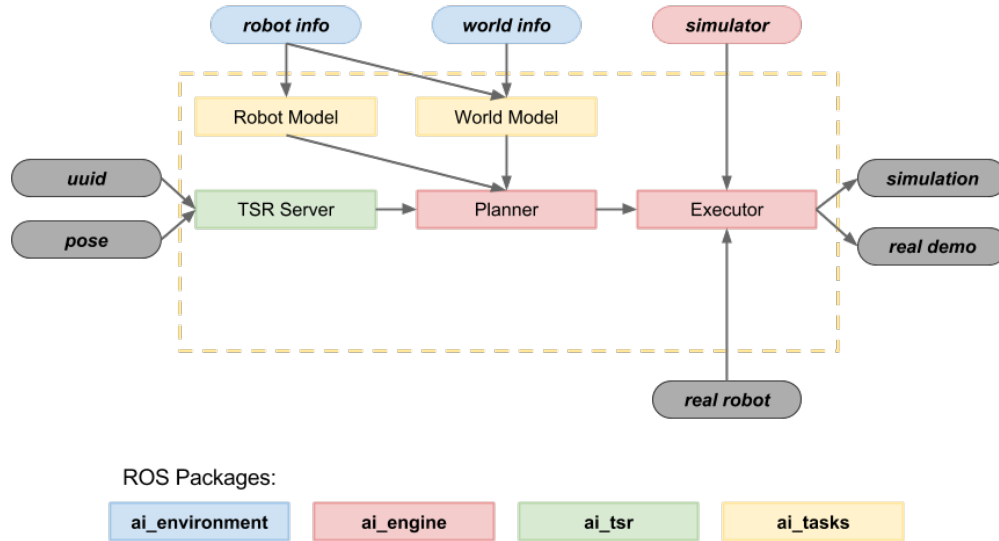 robot info
world info
simulator
Robot Model
World Model
uuid
simulation
TSR Server
Planner
Executor
pose
real demo
real robot
ROS Packages:
ai_environment
ai_engine
ai_tsr
ai_tasks